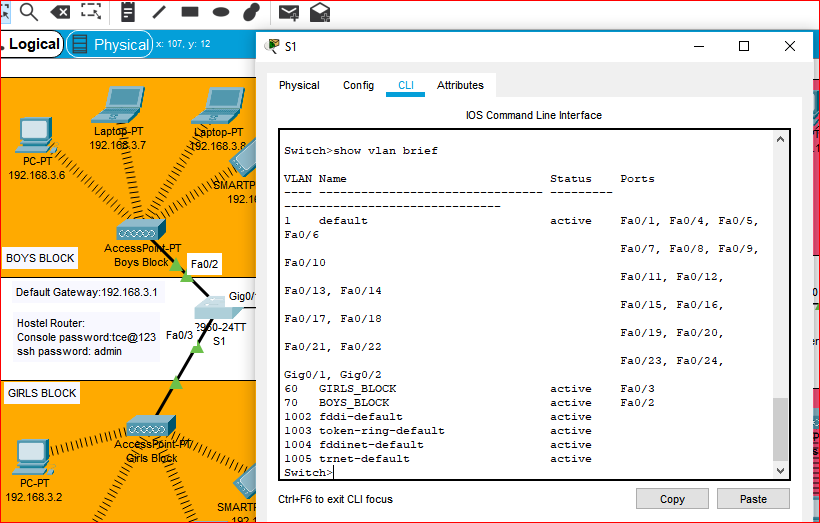 Logical
Physical
x: 107, y: 12
S1
Physical
Config
CLI
Attributes
IOS Command Line Interface
Switch>show vlan brief
VLAN Name Status Ports
---- -------------------------------- --------- -------------------------------
1 default active Fa0/1, Fa0/4, Fa0/5,
Fa0/6
Fa0/7, Fa0/8, Fa0/9,
Fa0/10
Fa0/11, Fa0/12,
Fa0/13, Fa0/14
Fa0/15, Fa0/16,
Fa0/17, Fa0/18
Fa0/19, Fa0/20,
Fa0/21, Fa0/22
Fa0/23, Fa0/24,
Gig0/1, Gig0/2
60 GIRLS_BLOCK active Fa0/3
70 BOYS_BLOCK active Fa0/2
1002 fddi-default active
1003 token-ring-default active
1004 fddinet-default active
1005 trnet-default active
Switch>
Ctrl+F6 to exit CLI focus
Copy
Paste
Laptop-PT
192.168.3.7
Laptop-PT
192.168.3.8
PC-PT
192.168.3.6
SMARTP
192.16
AccessPoint-PT
Boys Block
BOYS BLOCK
Fa0/2
Default Gateway:192.168.3.1
Gig0/1
Hostel Router:
Console password:tce@123
ssh password: admin
Fa0/3
2950-24TT
S1
GIRLS BLOCK
AccessPoint-PT
Girls Block
PC-PT
192.168.3.2
SMARTP
192.16